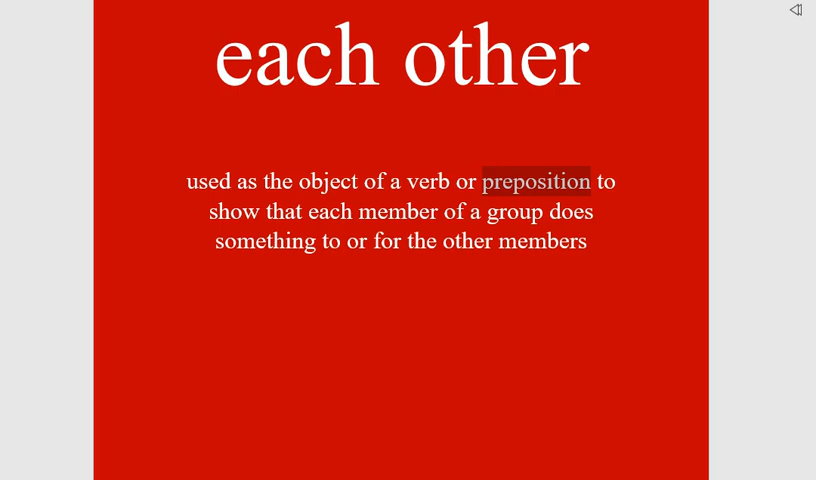 each other
used as the object of a verb or preposition to
show that each member of a group does
something to or for the other members